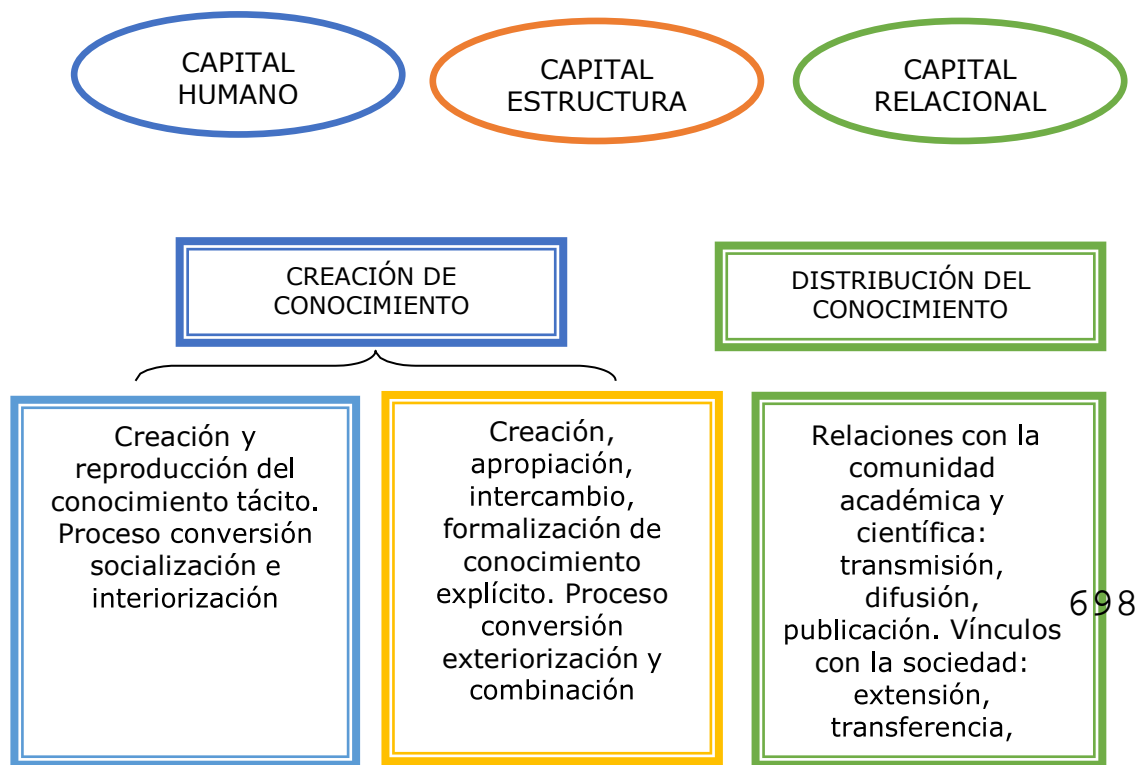 CAPITAL
HUMANO
CAPITAL
ESTRUCTURA
CAPITAL
RELACIONAL
CREACIÓN DE
CONOCIMIENTO
DISTRIBUCIÓN DEL
CONOCIMIENTO
Creación y
reproducción del
conocimiento tácito.
Proceso conversión
socialización e
interiorización
Creación,
apropiación,
intercambio,
formalización de
conocimiento
explícito. Proceso
conversión
exteriorización y
combinación
Relaciones con la
comunidad
académica y
científica:
transmisión,
difusión,
publicación. Vínculos
con la sociedad:
extensión,
transferencia,
698